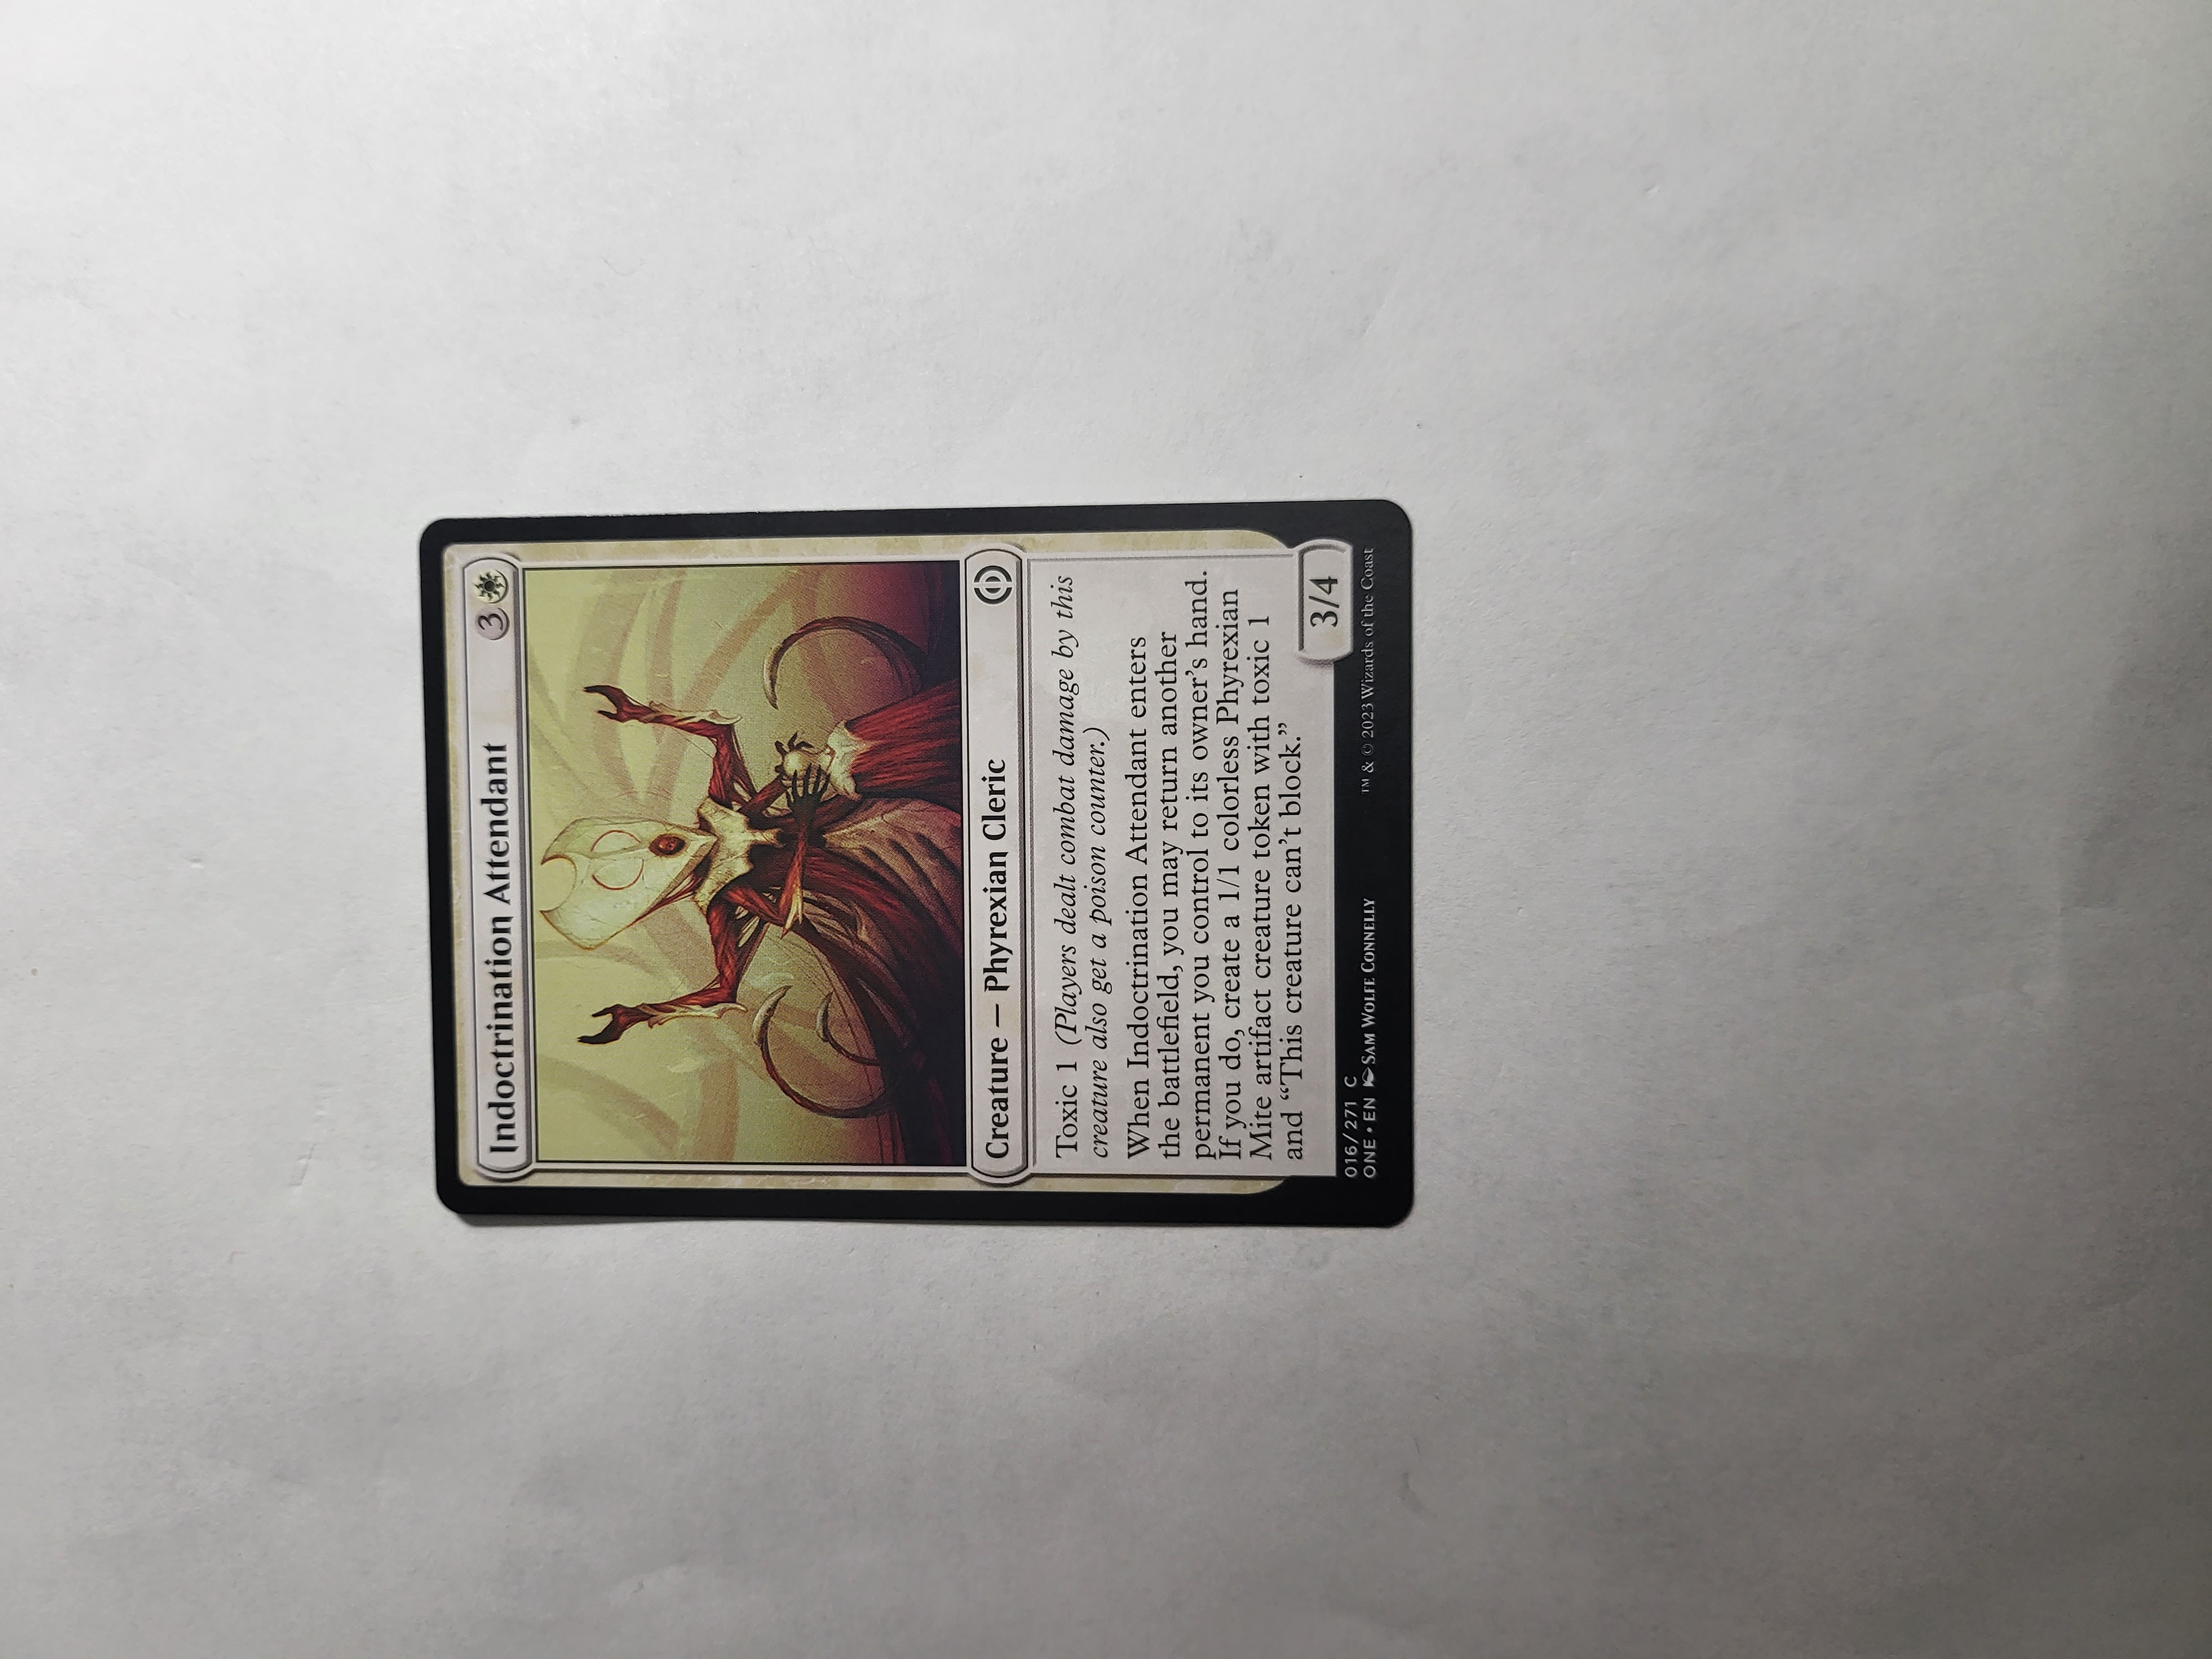 Indoctrination Attendant 3
Creature — Phyrexian Cleric
Toxic 1 (Players dealt combat damage by this
creature also get a poison counter.)
When Indoctrination Attendant enters
the battlefield, you may return another
permanent you control to its owner's hand.
If you do, create a 1/1 colorless Phyrexian
Mite artifact creature token with toxic 1
and “This creature can't block.”
3/4
016/271 C
ONE • EN SAM WOLFE CONNELLY
™ & © 2023 Wizards of the Coast